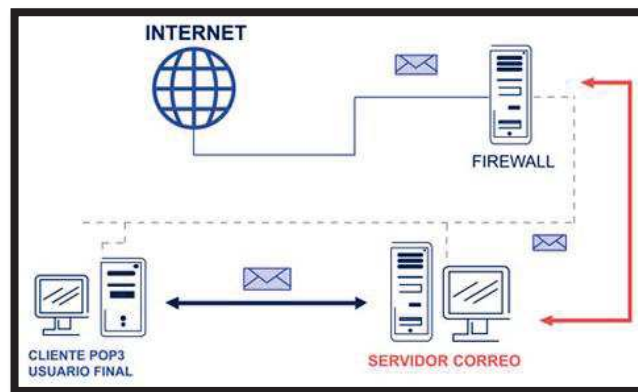 INTERNET
FIREWALL
CLIENTE POP3
USUARIO FINAL
SERVIDOR CORREO